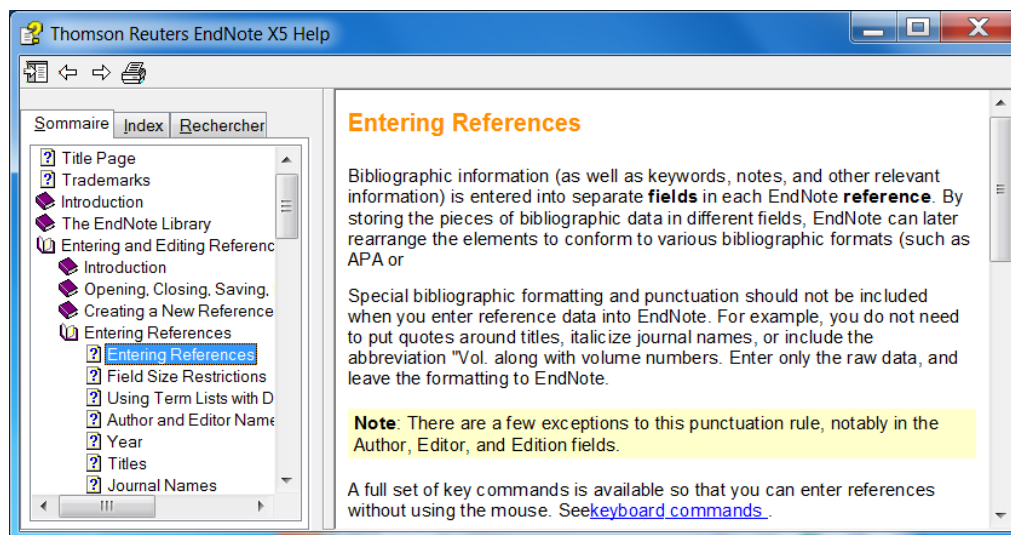 Thomson Reuters EndNote X5 Help
Sommaire
Index
Rechercher
Title Page
Trademarks
Introduction
The EndNote Library
Entering and Editing Referenc
Introduction
Opening, Closing, Saving,
Creating a New Reference
Entering References
Entering References
Field Size Restrictions
Using Term Lists with D
Author and Editor Name
Year
Titles
Journal Names
Entering References
Bibliographic information (as well as keywords, notes, and other relevant
information) is entered into separate fields in each EndNote reference. By
storing the pieces of bibliographic data in different fields, EndNote can later
rearrange the elements to conform to various bibliographic formats (such as
APA or
Special bibliographic formatting and punctuation should not be included
when you enter reference data into EndNote. For example, you do not need
to put quotes around titles, italicize journal names, or include the
abbreviation "Vol. along with volume numbers. Enter only the raw data, and
leave the formatting to EndNote.
Note: There are a few exceptions to this punctuation rule, notably in the
Author, Editor, and Edition fields.
A full set of key commands is available so that you can enter references
without using the mouse. Seekeyboard commands .